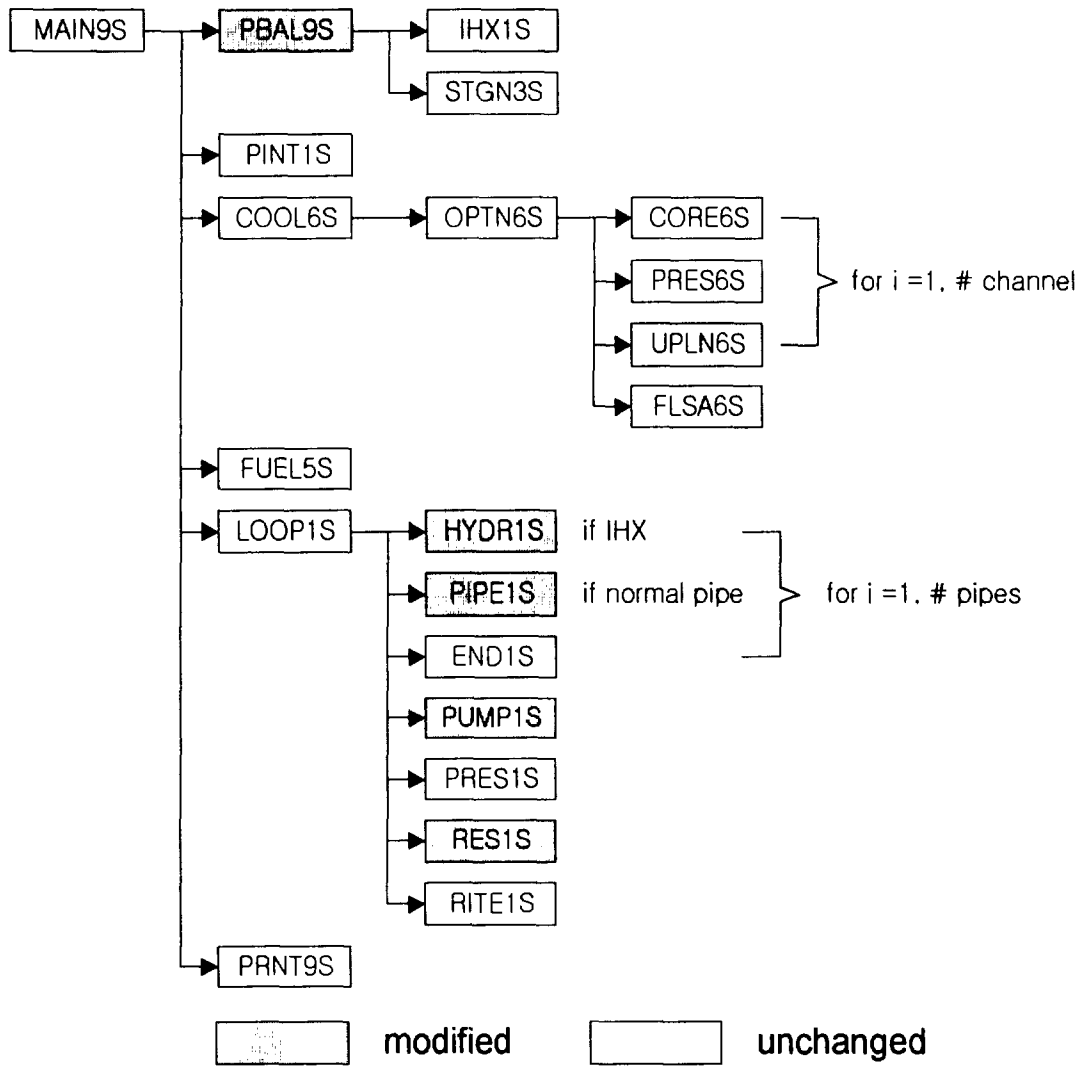 MAIN9S
PBAL9S
IHX1S
STGN3S
PINT1S
COOL6S
OPTN6S
CORE6S
PRES6S
for i =1, # channel
UPLN6S
FLSA6S
FUEL5S
LOOP1S
HYDR1S if IHX
PIPE1S if normal pipe
for i =1, # pipes
END1S
PUMP1S
PRES1S
RES1S
RITE1S
PRNT9S
modified
unchanged